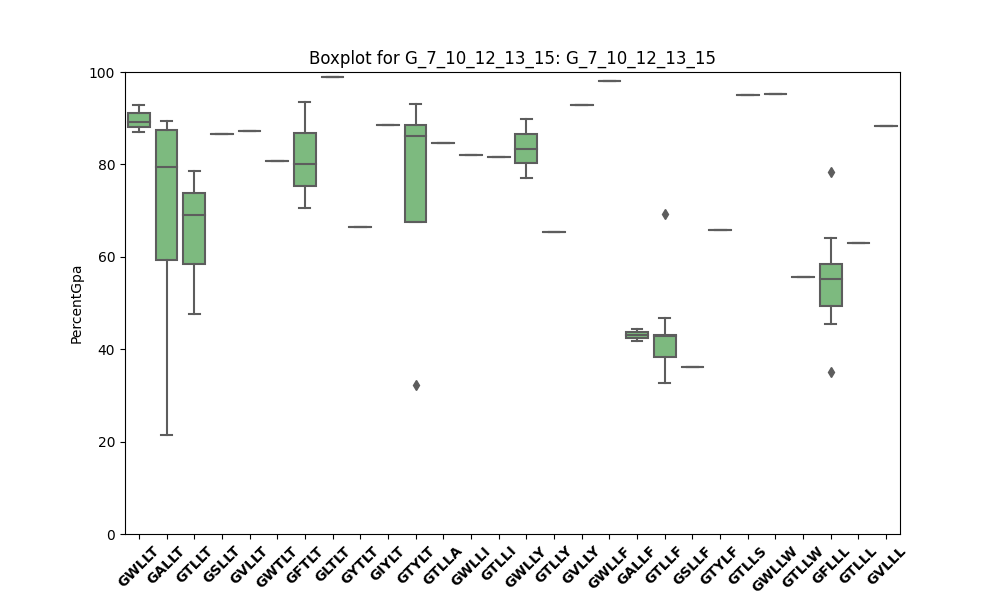 Boxplot for G_7_10_12_13_15: G_7_10_12_13_15
PercentGpa
100
80
60
40
20
0
GWLLT
GALLT
GTLLT
GSLLT
GVLLT
GWTLT
GFTLT
GLTLT
GYTLT
GIYLT
GTYLT
GTLLA
GWLLI
GTLLI
GWLLY
GTLLY
GVLLY
GWLLF
GALLF
GTLLF
GSLLF
GTYLF
GTLLS
GWLLW
GTLLW
GFLLL
GTLLL
GVLLL